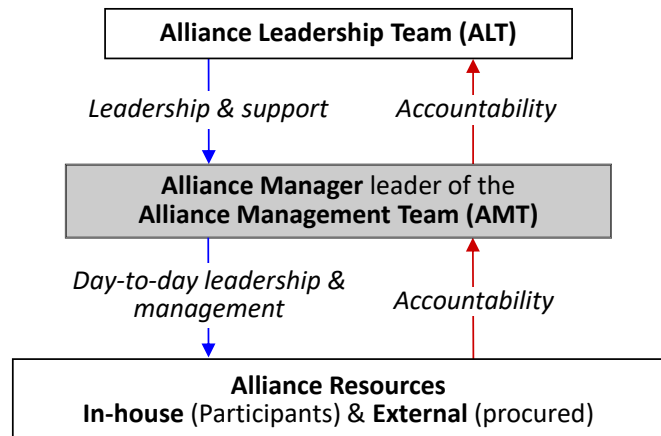 Alliance Leadership Team (ALT)
Leadership & support
Accountability
Alliance Manager leader of the
Alliance Management Team (AMT)
Day-to-day leadership &
management
Accountability
Alliance Resources
In-house (Participants) & External (procured)